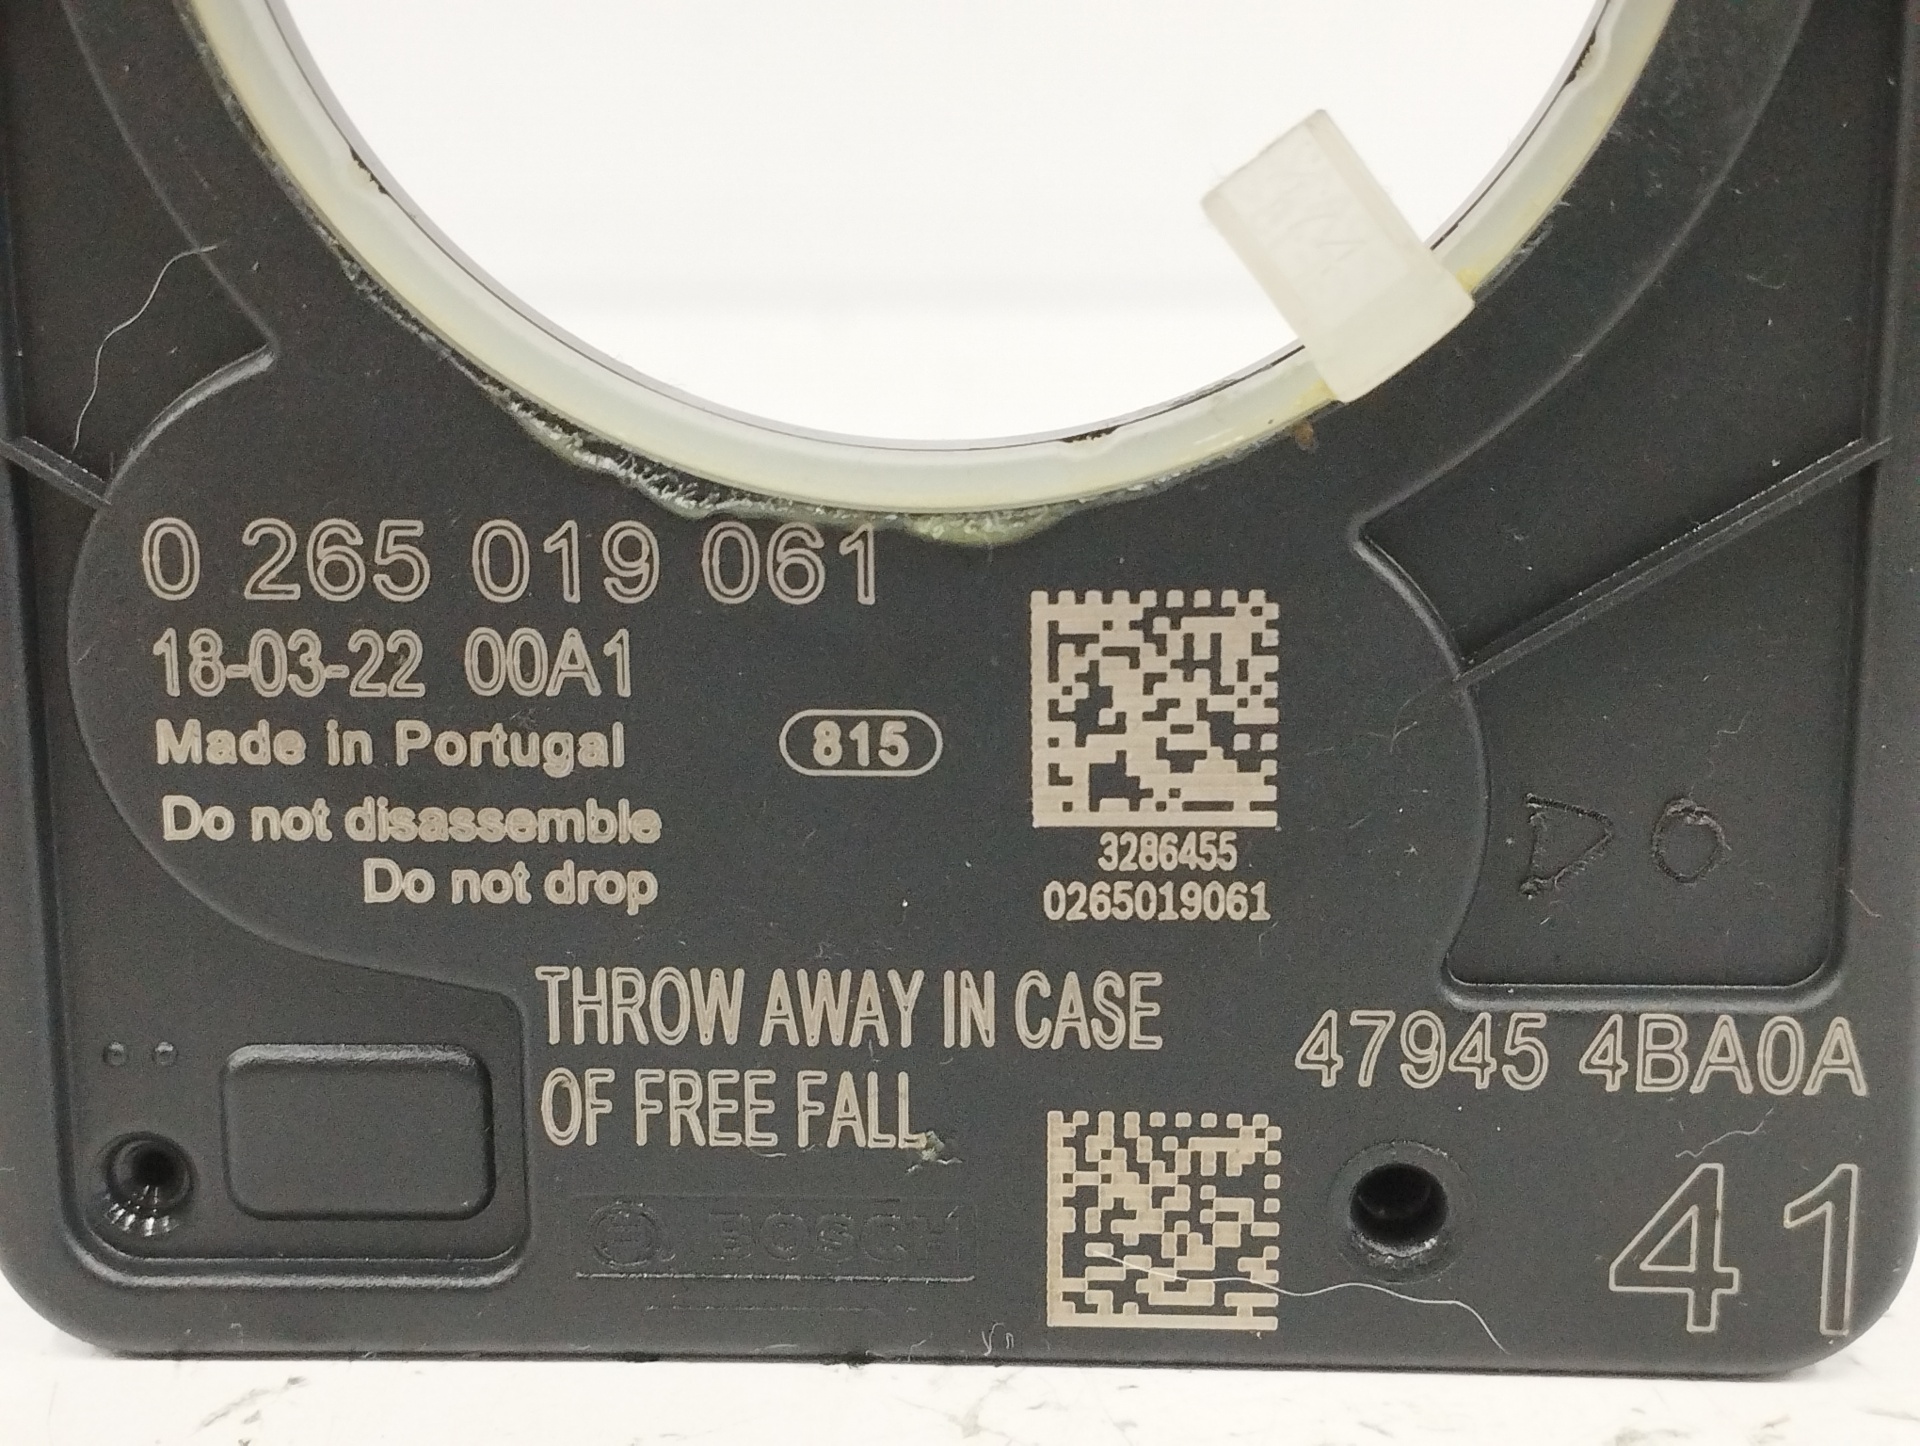 0 265 019 061
18-03-22 00A1
Made in Portugal
815
Do not disassemble
Do not drop
3286455
0265019061
DO
THROW AWAY IN CASE
OF FREE FALL
47945 4BA0A
BOSCH
41